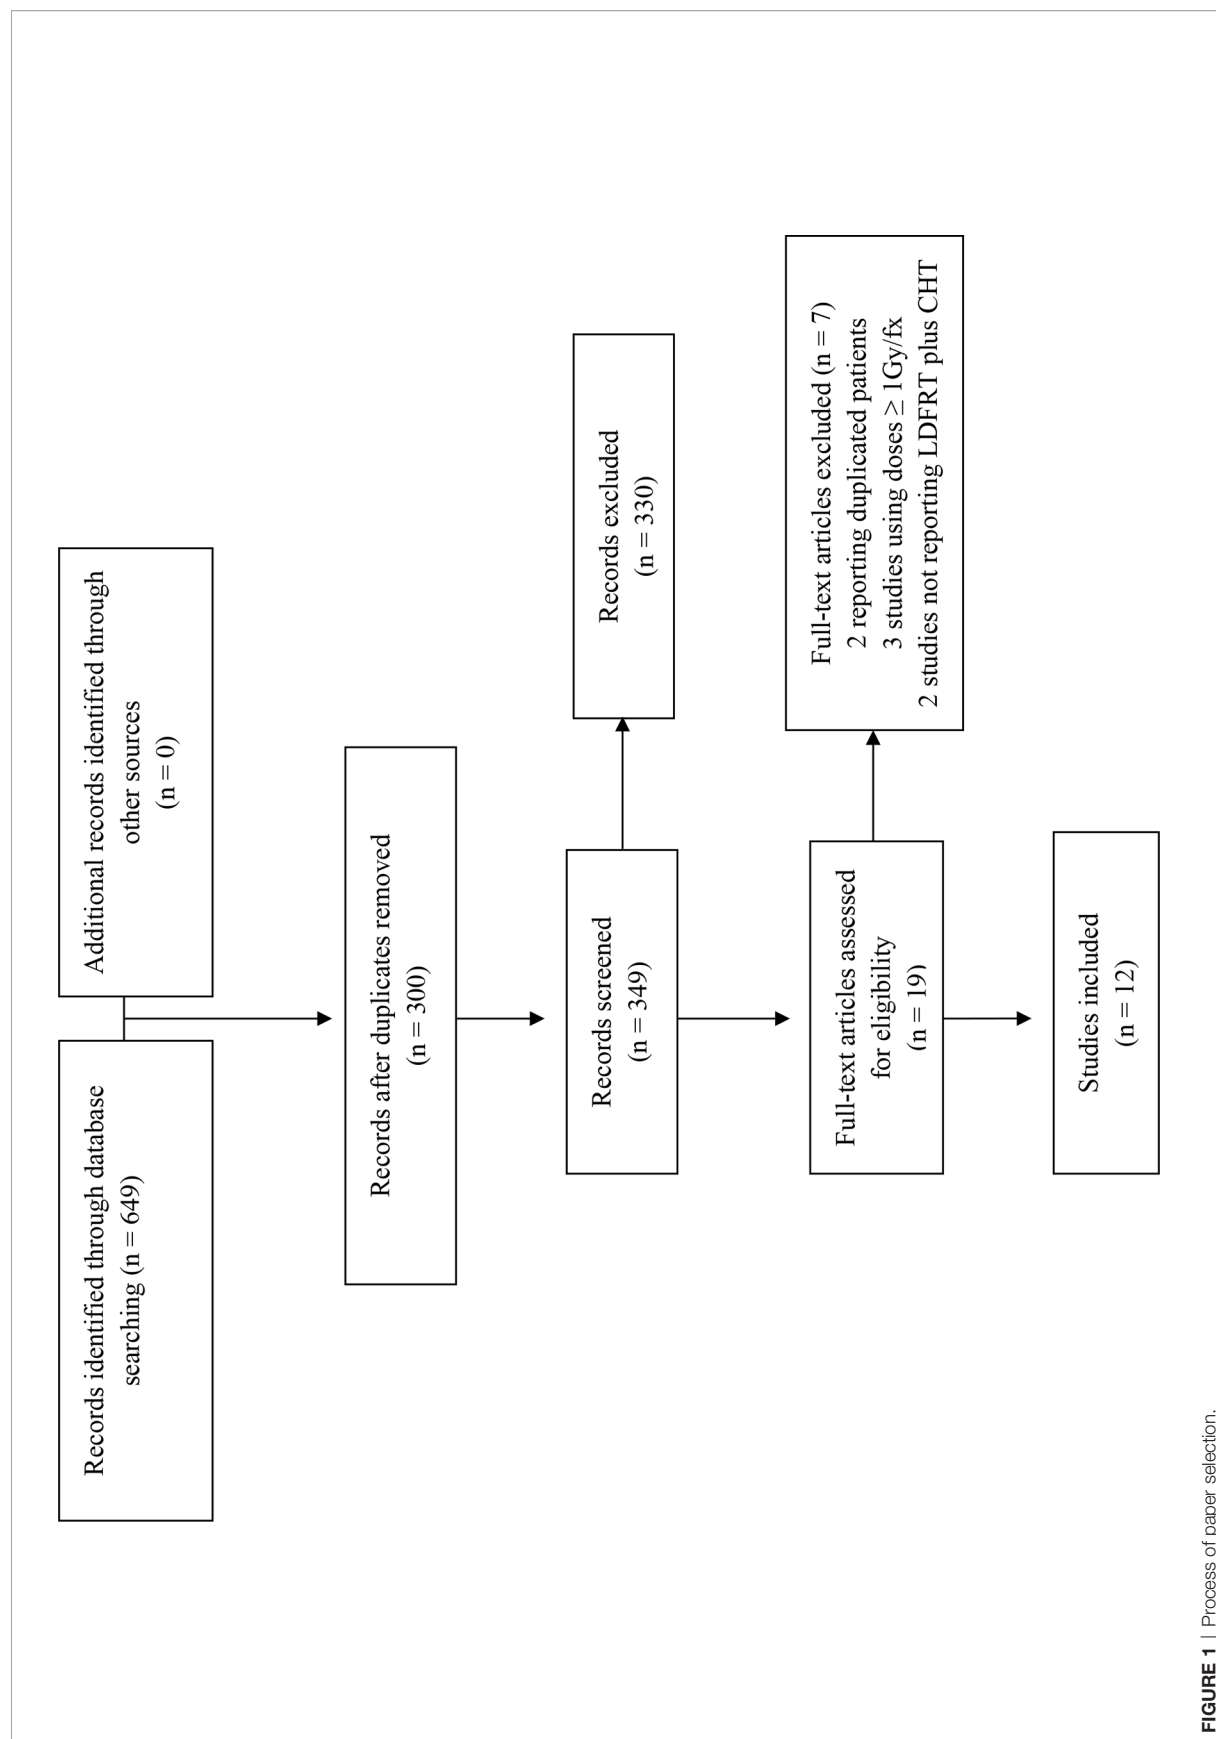 Records identified through database
searching (n = 649)
Additional records identified through
other sources
(n = 0)
Records after duplicates removed
(n = 300)
Records screened
(n = 349)
Records excluded
(n = 330)
Full-text articles assessed
for eligibility
(n = 19)
Full-text articles excluded (n = 7)
2 reporting duplicated patients
3 studies using doses ≥ 1Gy/fx
2 studies not reporting LDFRT plus CHT
Studies included
(n = 12)
FIGURE 1 | Process of paper selection.